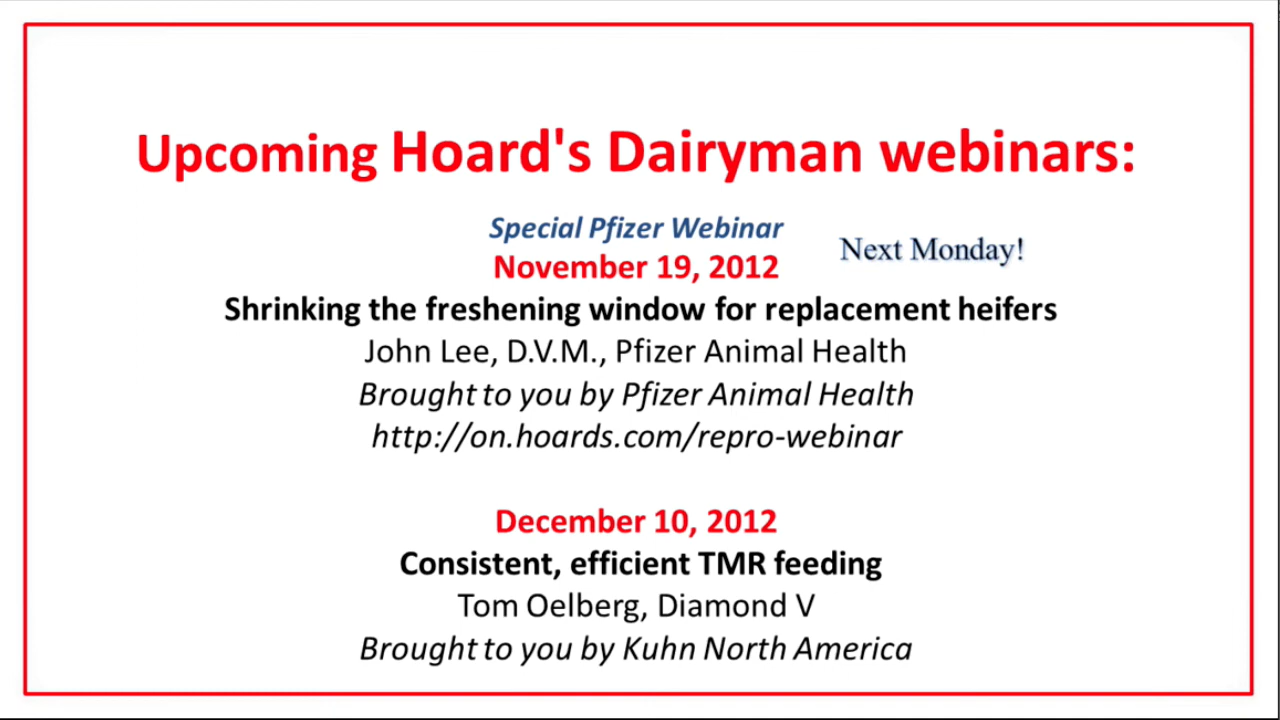 Upcoming Hoard's Dairyman webinars:
Special Pfizer Webinar
Next Monday!
November 19, 2012
Shrinking the freshening window for replacement heifers
John Lee, D.V.M., Pfizer Animal Health
Brought to you by Pfizer Animal Health
http://on.hoards.com/repro-webinar
December 10, 2012
Consistent, efficient TMR feeding
Tom Oelberg, Diamond V
Brought to you by Kuhn North America